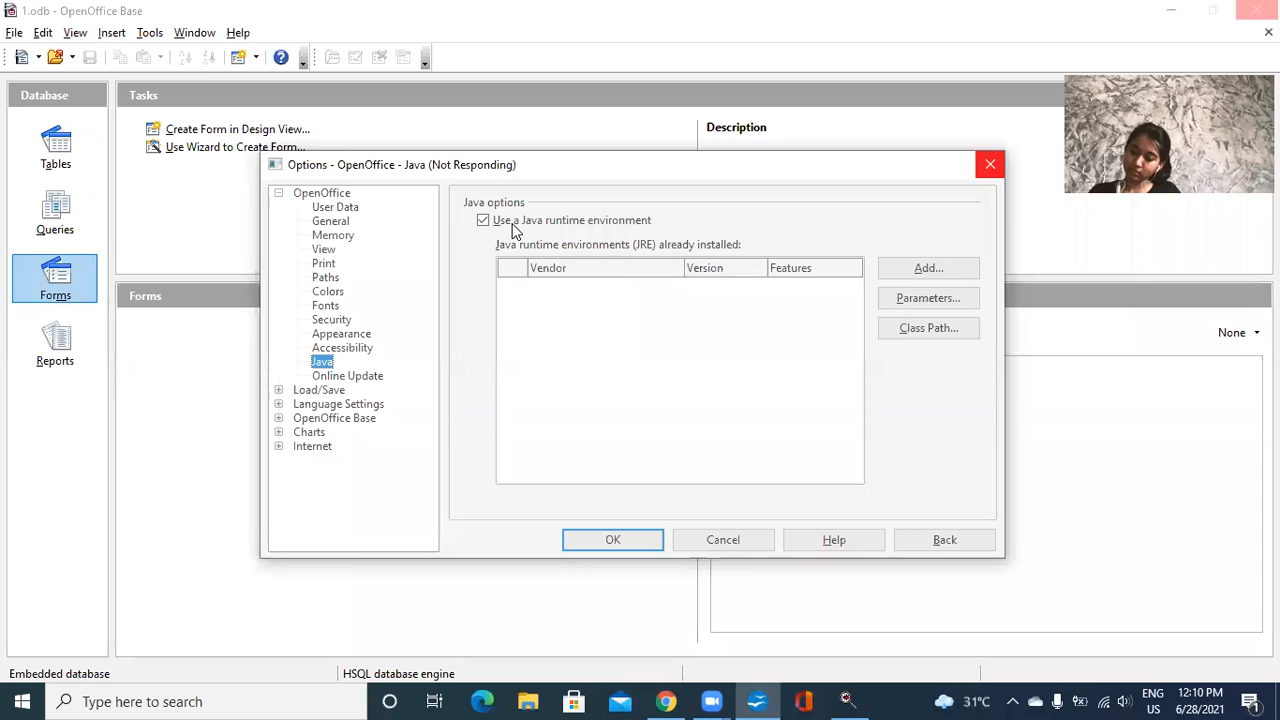 1.odb - OpenOffice Base
File Edit View Insert Tools Window Help
Database
Tables
Queries
Forms
Reports
Tasks
Create Form in Design View...
Use Wizard to Create Form...
Description
Forms
None
Options - OpenOffice - Java (Not Responding)
OpenOffice
User Data
General
Memory
View
Print
Paths
Colors
Fonts
Security
Appearance
Accessibility
Java
Online Update
Load/Save
Language Settings
OpenOffice Base
Charts
Internet
Java options
Use a Java runtime environment
Java runtime environments (JRE) already installed:
Vendor Version Features
Add...
Parameters...
Class Path...
OK Cancel Help Back
Embedded database HSQL database engine
Type here to search
31°C
ENG
US
12:10 PM
6/28/2021
1